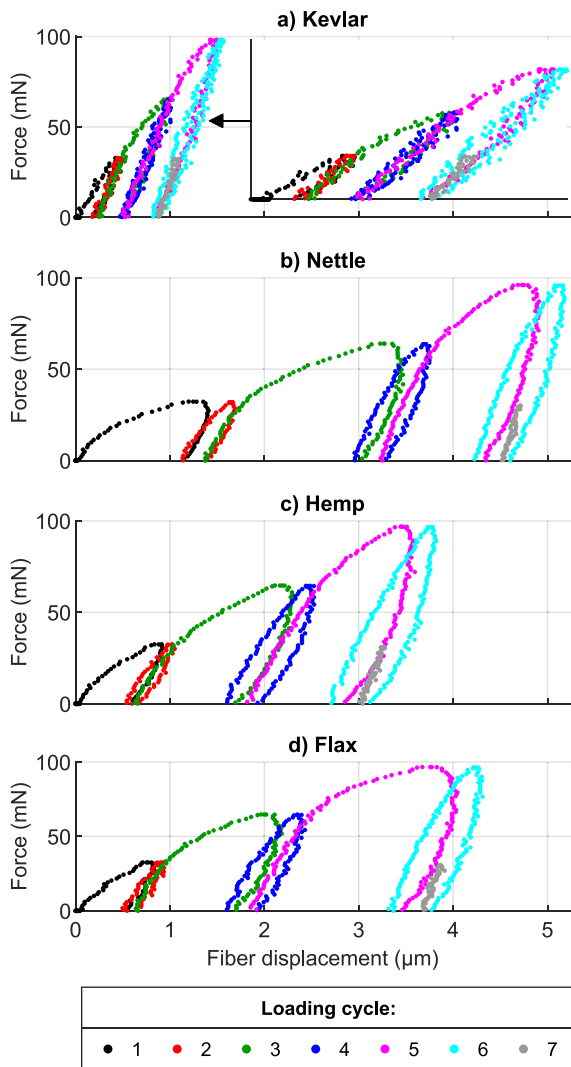 a) Kevlar
100
50
0
Force (mN)
b) Nettle
100
50
0
Force (mN)
c) Hemp
100
50
0
Force (mN)
d) Flax
100
50
0
Force (mN)
0 1 2 3 4 5
Fiber displacement (μm)
Loading cycle:
1 2 3 4 5 6 7